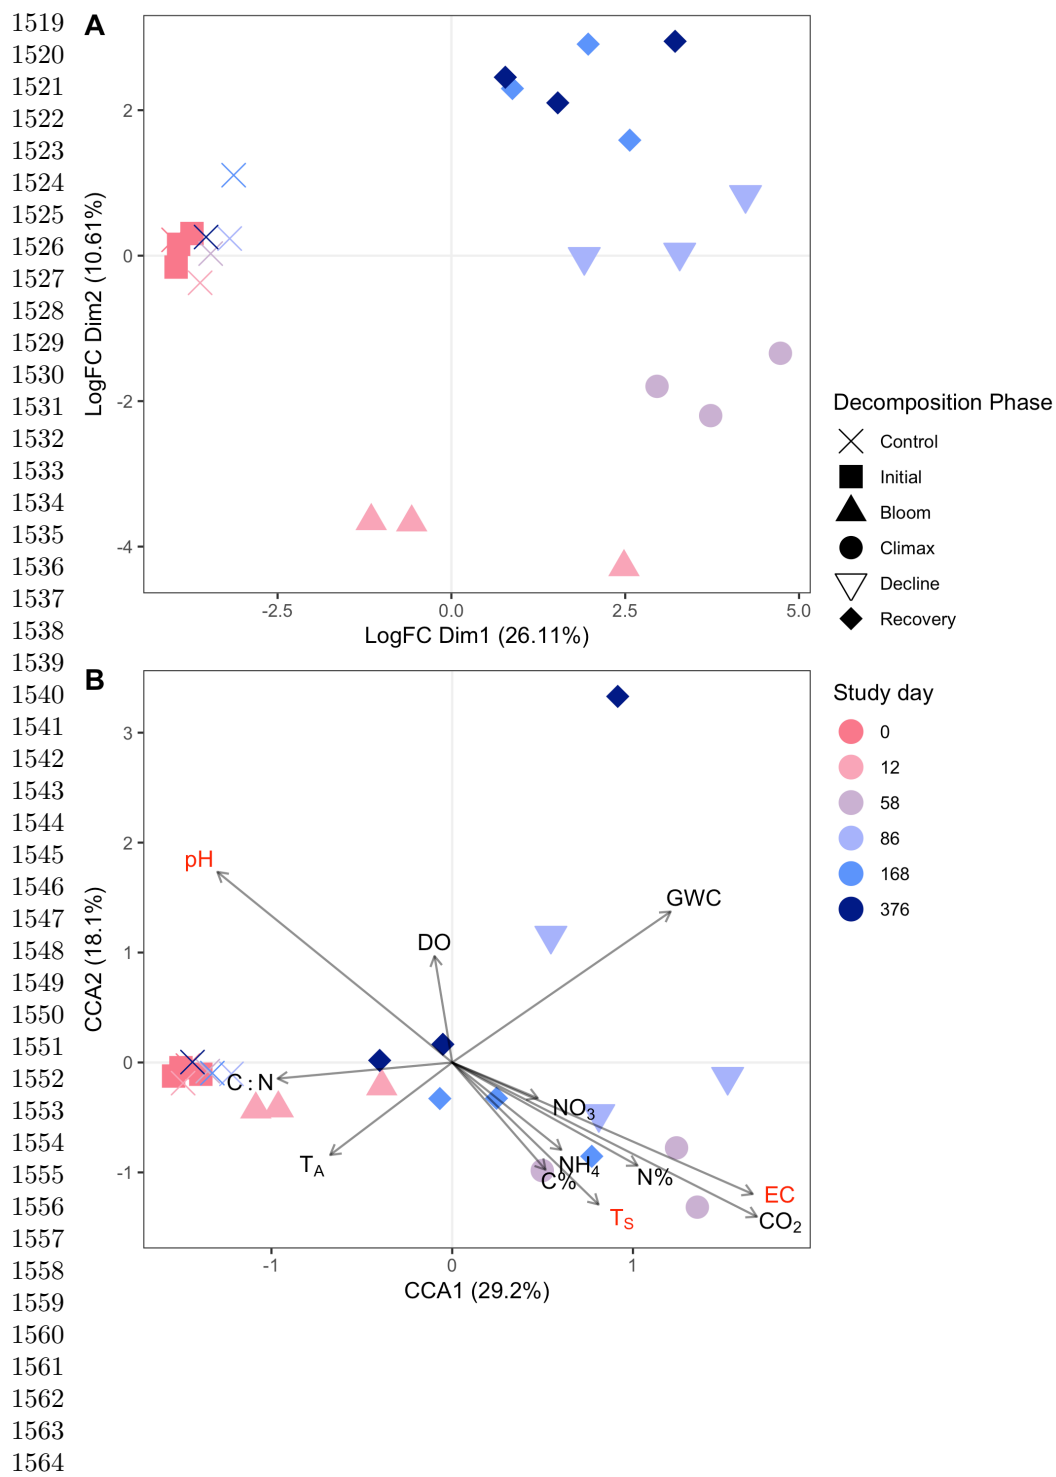 1519
1520
1521
1522
1523
1524
1525
1526
1527
1528
1529
1530
1531
1532
1533
1534
1535
1536
1537
1538
1539
1540
1541
1542
1543
1544
1545
1546
1547
1548
1549
1550
1551
1552
1553
1554
1555
1556
1557
1558
1559
1560
1561
1562
1563
1564
A
LogFC Dim2 (10.61%)
2
0
-2
-4
-2.5
0.0
2.5
5.0
LogFC Dim1 (26.11%)
Decomposition Phase
Control
Initial
Bloom
Climax
Decline
Recovery
Study day
0
12
58
86
168
376
B
CCA2 (18.1%)
3
2
1
0
-1
pH
GWC
DO
C : N
NO3
TA
NH4
C%
N%
EC
TS
CO2
-1
0
1
CCA1 (29.2%)